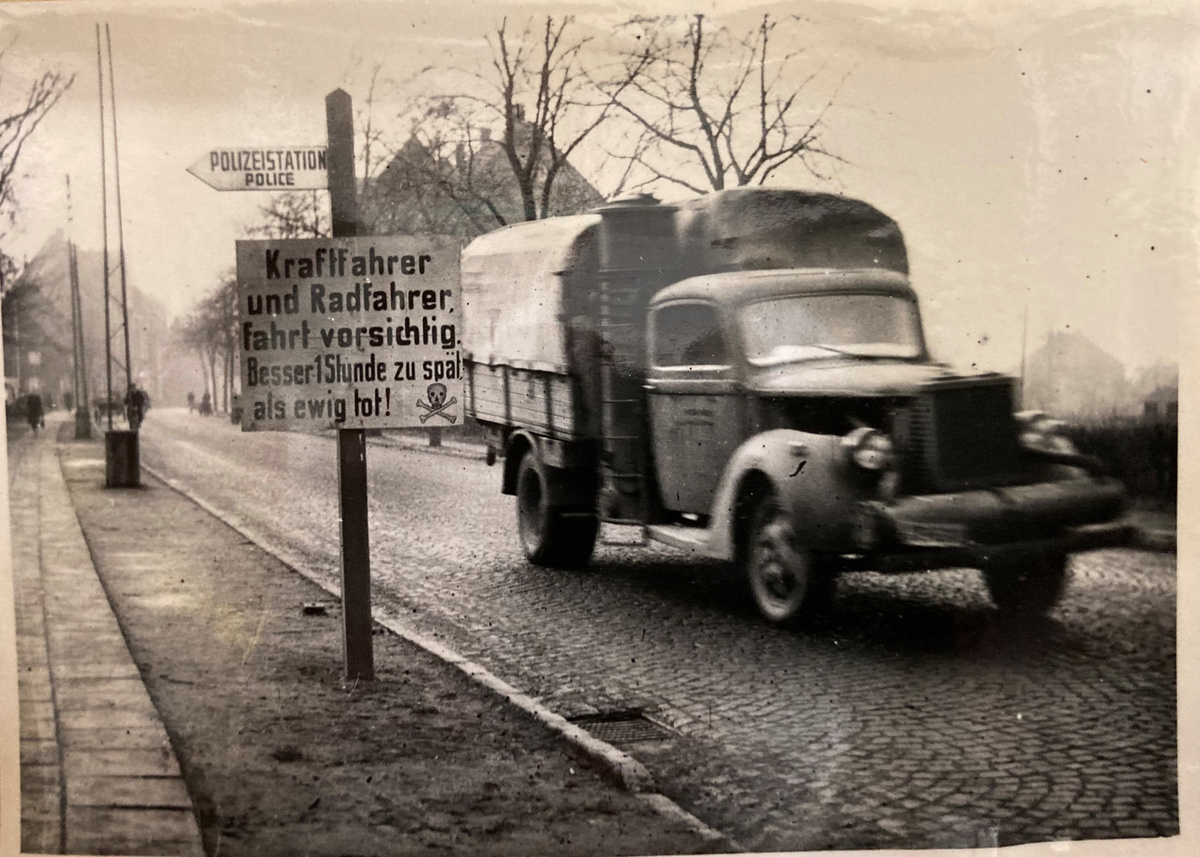 POLIZEISTATION
POLICE
Kraftfahrer
und Radfahrer,
fahrt vorsichtig.
Besser 1 Stunde zu spät
als ewig tot!